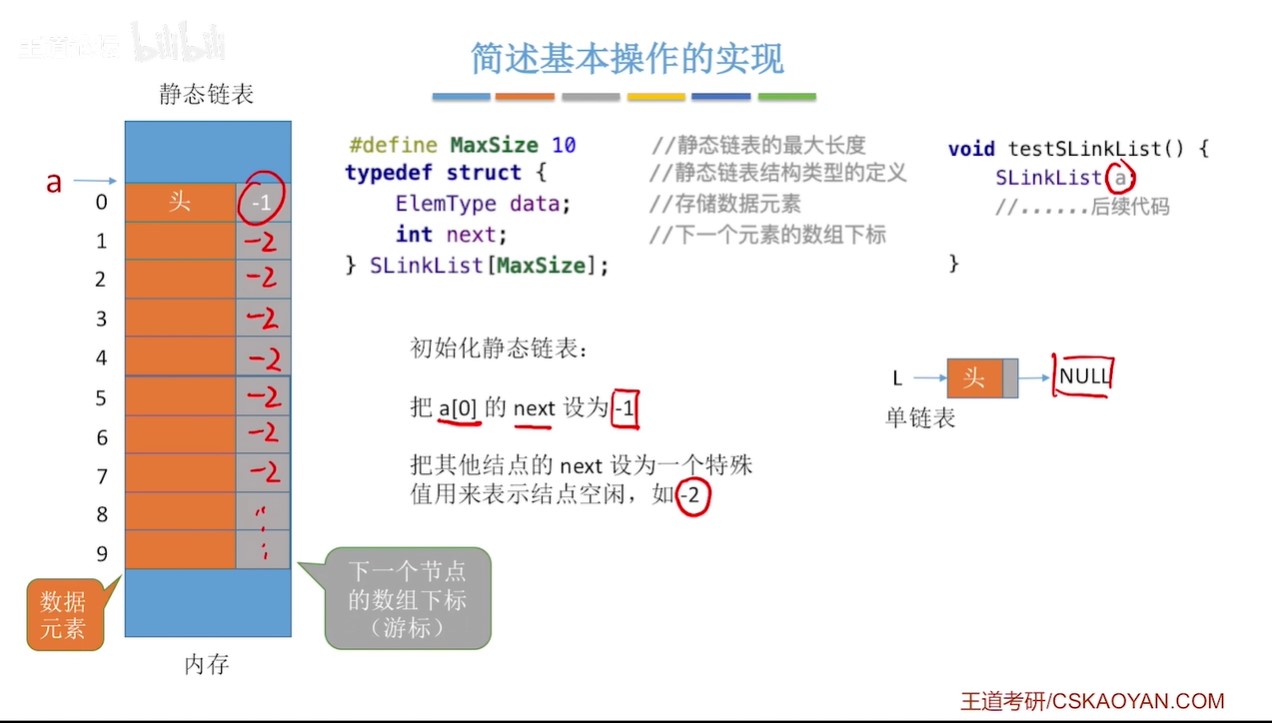 王道论坛 bilibili
简述基本操作的实现
静态链表
a
0 头 -1
1 -2
2 -2
3 -2
4 -2
5 -2
6 -2
7 -2
8
9
数据
元素
内存
下一个节点
的数组下标
（游标）
#define MaxSize 10 //静态链表的最大长度
typedef struct { //静态链表结构类型的定义
ElemType data; //存储数据元素
int next; //下一个元素的数组下标
} SLinkList[MaxSize];
void testSLinkList() {
SLinkList a;
//......后续代码
}
初始化静态链表：
把 a[0] 的 next 设为 -1
把其他结点的 next 设为一个特殊
值用来表示结点空闲，如 -2
L 头 NULL
单链表
王道考研/CSKAOYAN.COM